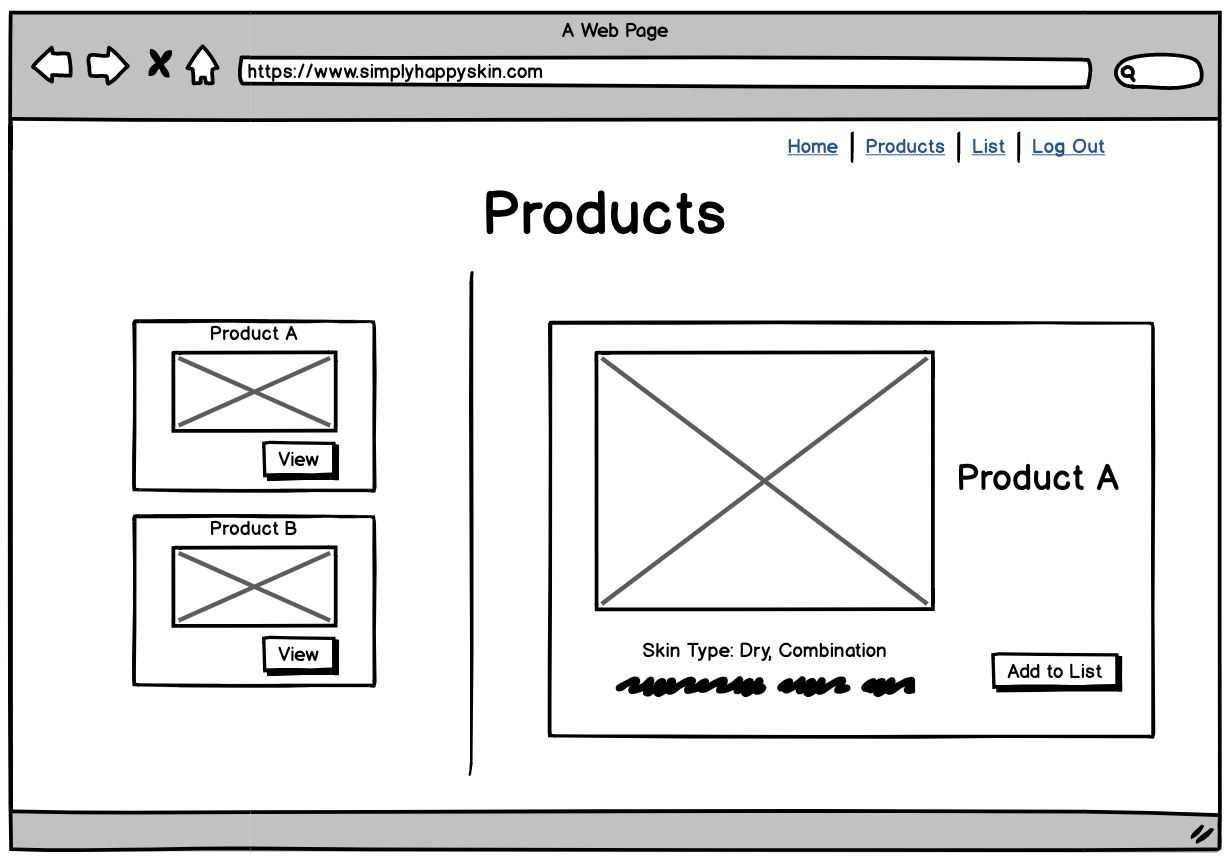 A Web Page
https://www.simplyhappyskin.com
Home
Products
List
Log Out
Products
Product A
View
Product B
View
Product A
Skin Type: Dry, Combination
Add to List